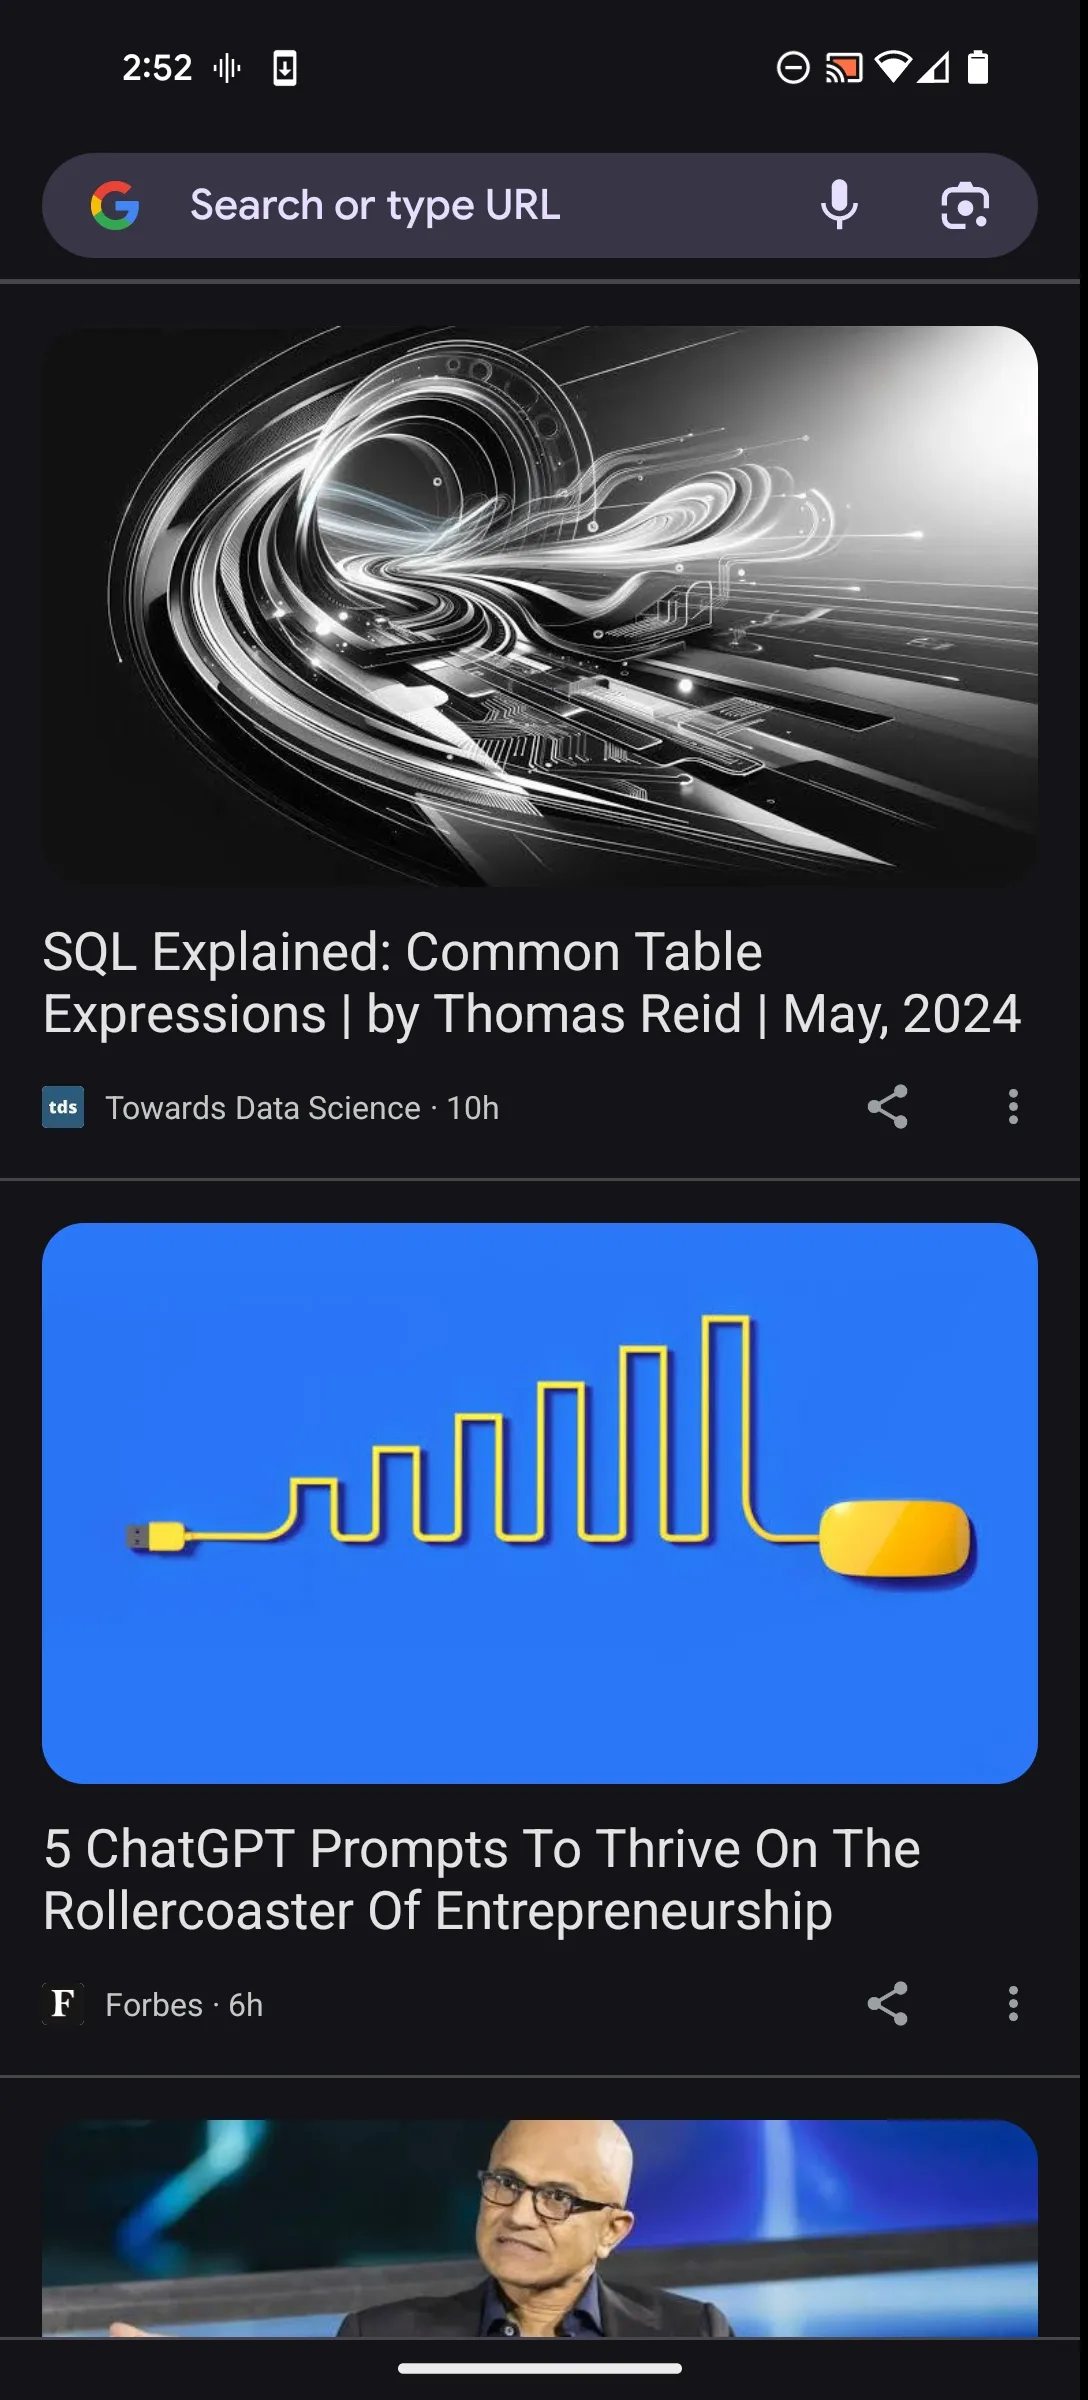 2:52
Search or type URL
SQL Explained: Common Table
Expressions | by Thomas Reid | May, 2024
tds Towards Data Science · 10h
5 ChatGPT Prompts To Thrive On The
Rollercoaster Of Entrepreneurship
F Forbes · 6h